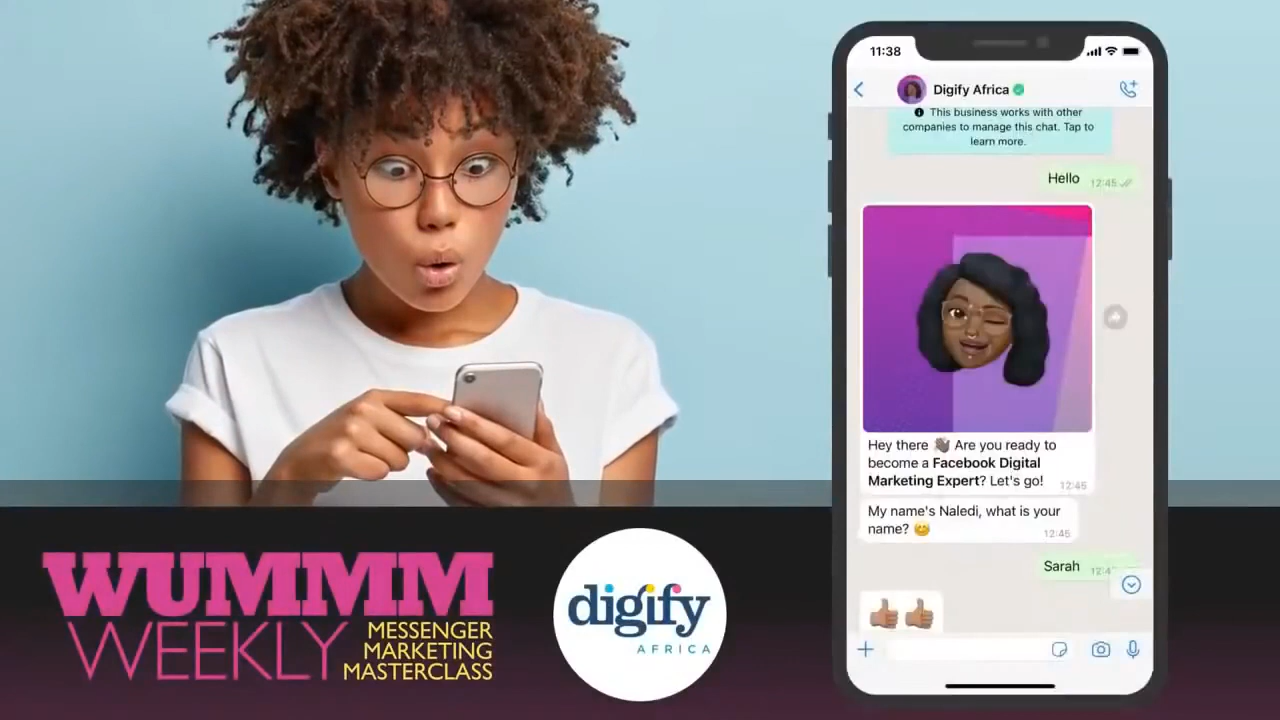 11:38
Digify Africa
This business works with other
companies to manage this chat. Tap to
learn more.
Hello
12:45
Hey there 👋🏽 Are you ready to
become a Facebook Digital
Marketing Expert? Let's go!
12:45
My name's Naledi, what is your
name? 😊
12:45
Sarah
👍🏽 👍🏽
WUMMM
WEEKLY
MESSENGER
MARKETING
MASTERCLASS
digify
AFRICA